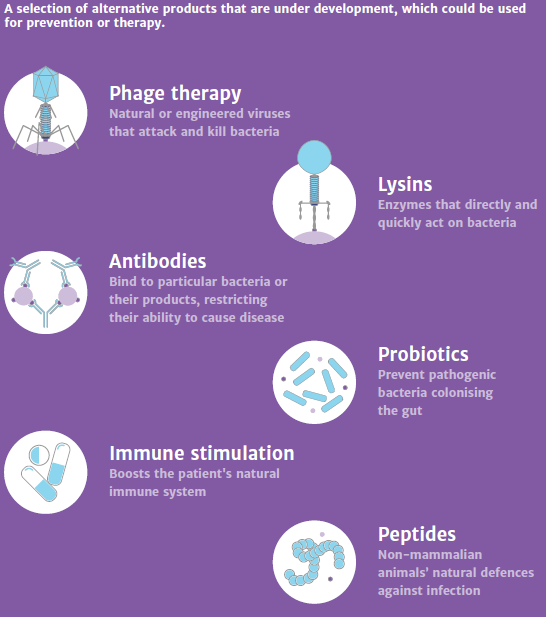 A selection of alternative products that are under development, which could be used
for prevention or therapy.
Phage therapy
Natural or engineered viruses
that attack and kill bacteria
Lysins
Enzymes that directly and
quickly act on bacteria
Antibodies
Bind to particular bacteria or
their products, restricting
their ability to cause disease
Probiotics
Prevent pathogenic
bacteria colonising
the gut
Immune stimulation
Boosts the patient's natural
immune system
Peptides
Non-mammalian
animals' natural defences
against infection